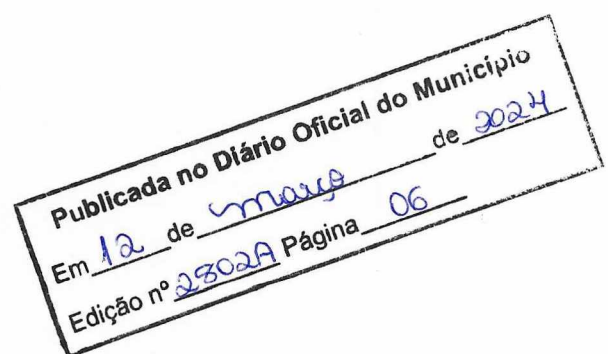 Publicada no Diário Oficial do Município
Em 12 de março de 2024
Edição nº 2802A Página 06